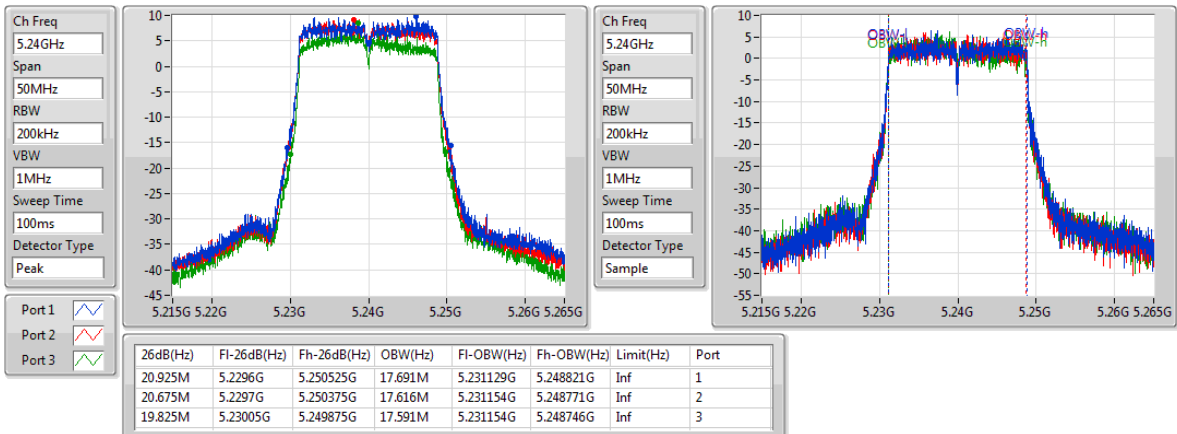 Ch Freq
5.24GHz
Span
50MHz
RBW
200kHz
VBW
1MHz
Sweep Time
100ms
Detector Type
Peak
10
5
0
-5
-10
-15
-20
-25
-30
-35
-40
-45
5.215G 5.22G 5.23G 5.24G 5.25G 5.26G 5.265G
Ch Freq
5.24GHz
Span
50MHz
RBW
200kHz
VBW
1MHz
Sweep Time
100ms
Detector Type
Sample
10
5
0
-5
-10
-15
-20
-25
-30
-35
-40
-45
-50
-55
OBW-l OBW-h
5.215G 5.22G 5.23G 5.24G 5.25G 5.26G 5.265G
Port 1
Port 2
Port 3
26dB(Hz) Fl-26dB(Hz) Fh-26dB(Hz) OBW(Hz) Fl-OBW(Hz) Fh-OBW(Hz) Limit(Hz) Port
20.925M 5.2296G 5.250525G 17.691M 5.231129G 5.248821G Inf 1
20.675M 5.2297G 5.250375G 17.616M 5.231154G 5.248771G Inf 2
19.825M 5.23005G 5.249875G 17.591M 5.231154G 5.248746G Inf 3